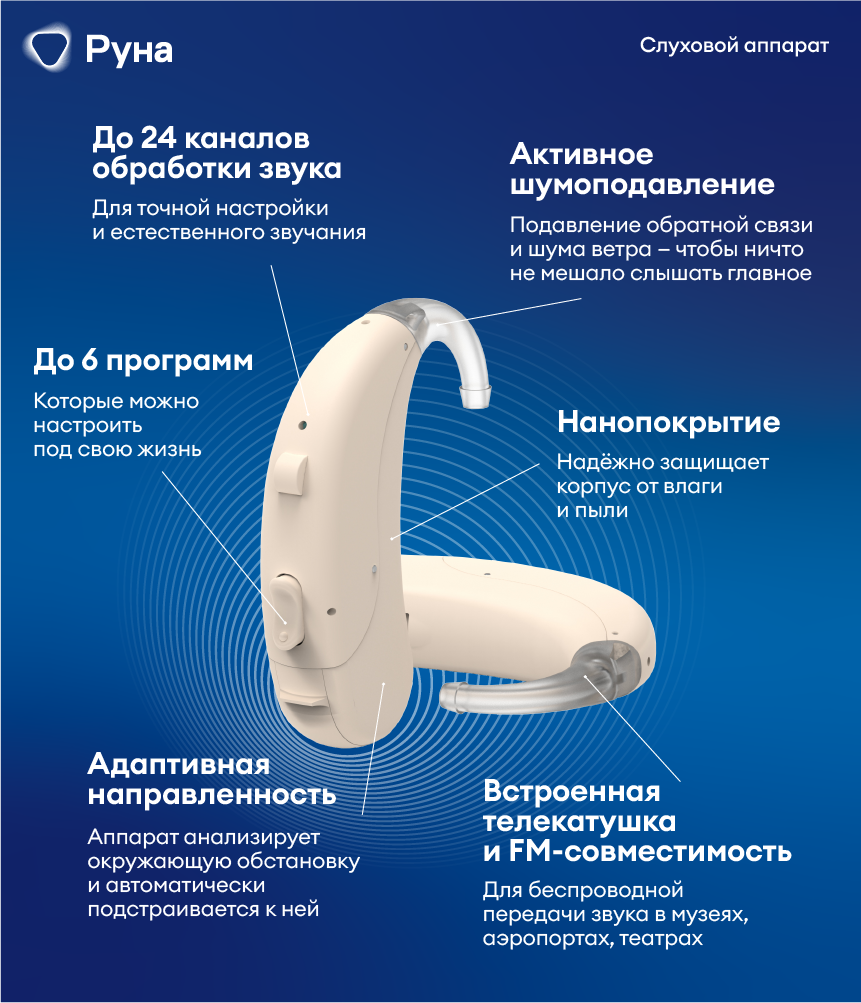 Руна
Слуховой аппарат
До 24 каналов
обработки звука
Для точной настройки
и естественного звучания
Активное
шумоподавление
Подавление обратной связи
и шума ветра – чтобы ничто
не мешало слышать главное
До 6 программ
Которые можно
настроить
под свою жизнь
Нанопокрытие
Надёжно защищает
корпус от влаги
и пыли
Адаптивная
направленность
Аппарат анализирует
окружающую обстановку
и автоматически
подстраивается к ней
Встроенная
телекатушка
и FM-совместимость
Для беспроводной
передачи звука в музеях,
аэропортах, театрах